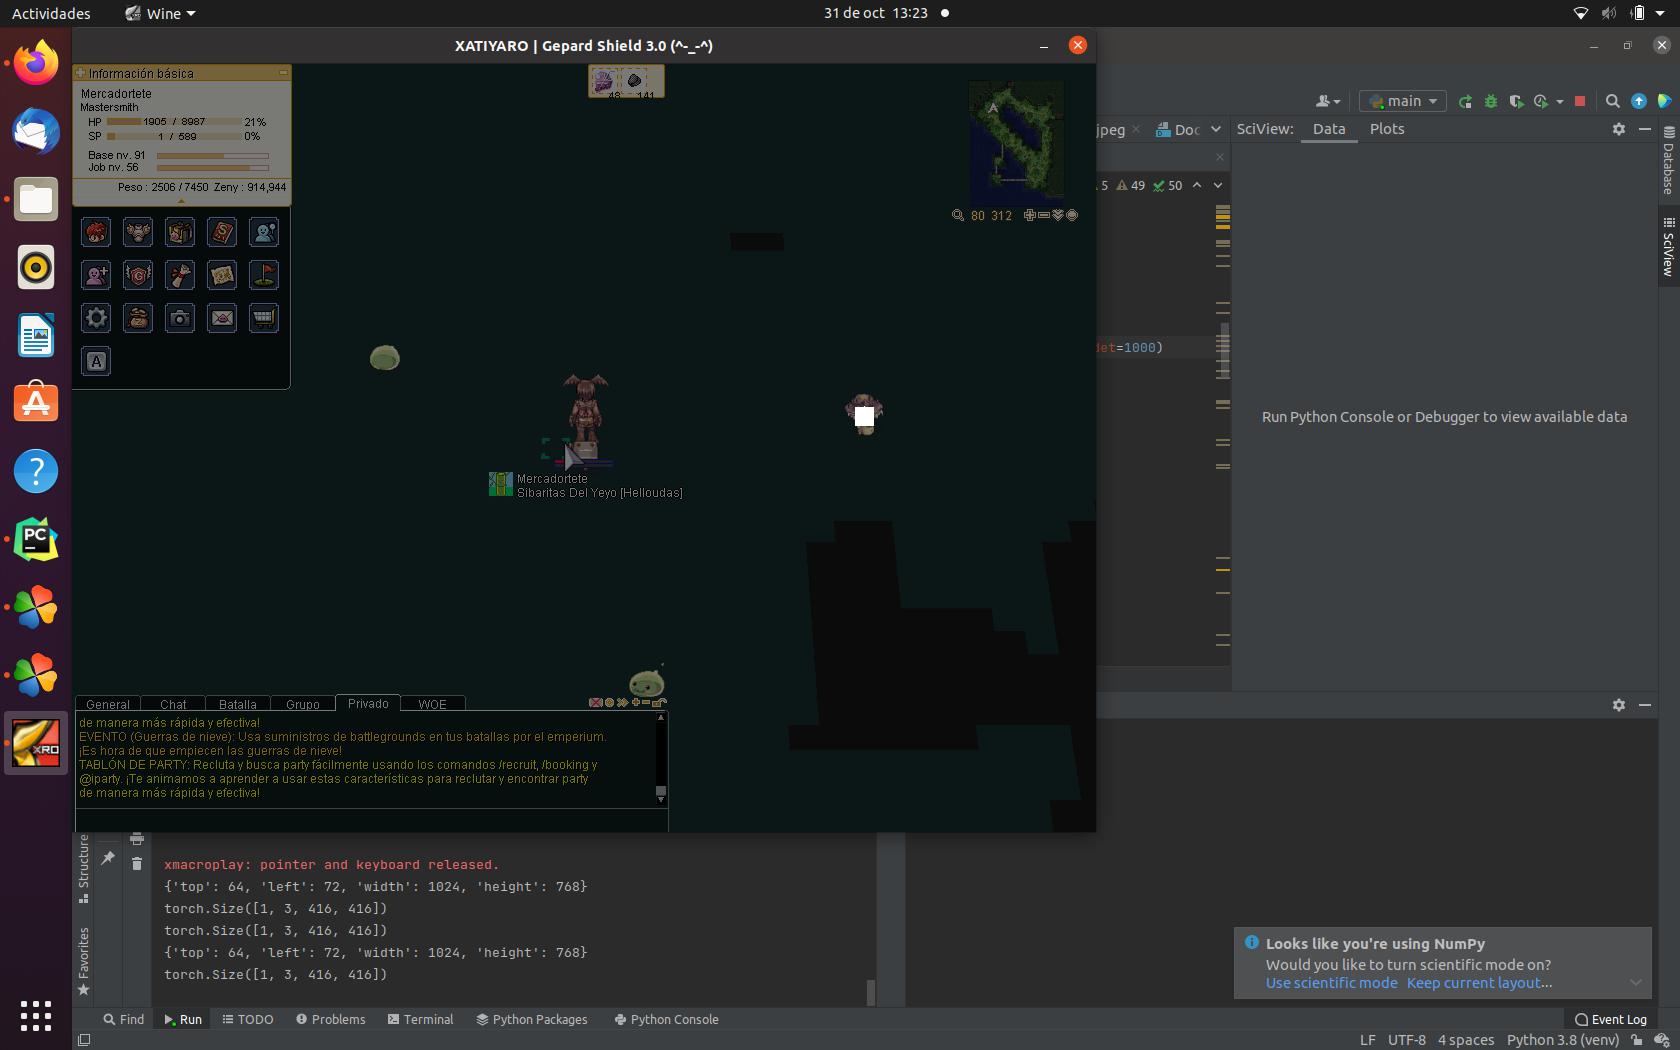 Actividades
Wine
31 de oct 13:23
XATIYARO | Gepard Shield 3.0 (^-_-^)
Información básica
Mercadortete
Mastersmith
HP 1905 / 8987 21%
SP 1 / 589 0%
Base nv. 91
Job nv. 56
Peso : 2506 / 7450 Zeny : 914,944
48 141
80 312
A
Mercadortete
Sibaritas Del Yeyo [Helloudas]
General Chat Batalla Grupo Privado WOE
de manera más rápida y efectiva!
EVENTO (Guerras de nieve): Usa suministros de battlegrounds en tus batallas por el emperium.
¡Es hora de que empiecen las guerras de nieve!
TABLÓN DE PARTY: Recluta y busca party fácilmente usando los comandos /recruit, /booking y
@iparty. ¡Te animamos a aprender a usar estas características para reclutar y encontrar party
de manera más rápida y efectiva!
main
jpeg
Doc
SciView: Data Plots
5 49 50
det=1000)
Run Python Console or Debugger to view available data
Database
SciView
PC
XRO
Structure
Favorites
xmacroplay: pointer and keyboard released.
{'top': 64, 'left': 72, 'width': 1024, 'height': 768}
torch.Size([1, 3, 416, 416])
torch.Size([1, 3, 416, 416])
{'top': 64, 'left': 72, 'width': 1024, 'height': 768}
torch.Size([1, 3, 416, 416])
Looks like you're using NumPy
Would you like to turn scientific mode on?
Use scientific mode Keep current layout...
Find Run TODO Problems Terminal Python Packages Python Console Event Log
LF UTF-8 4 spaces Python 3.8 (venv)